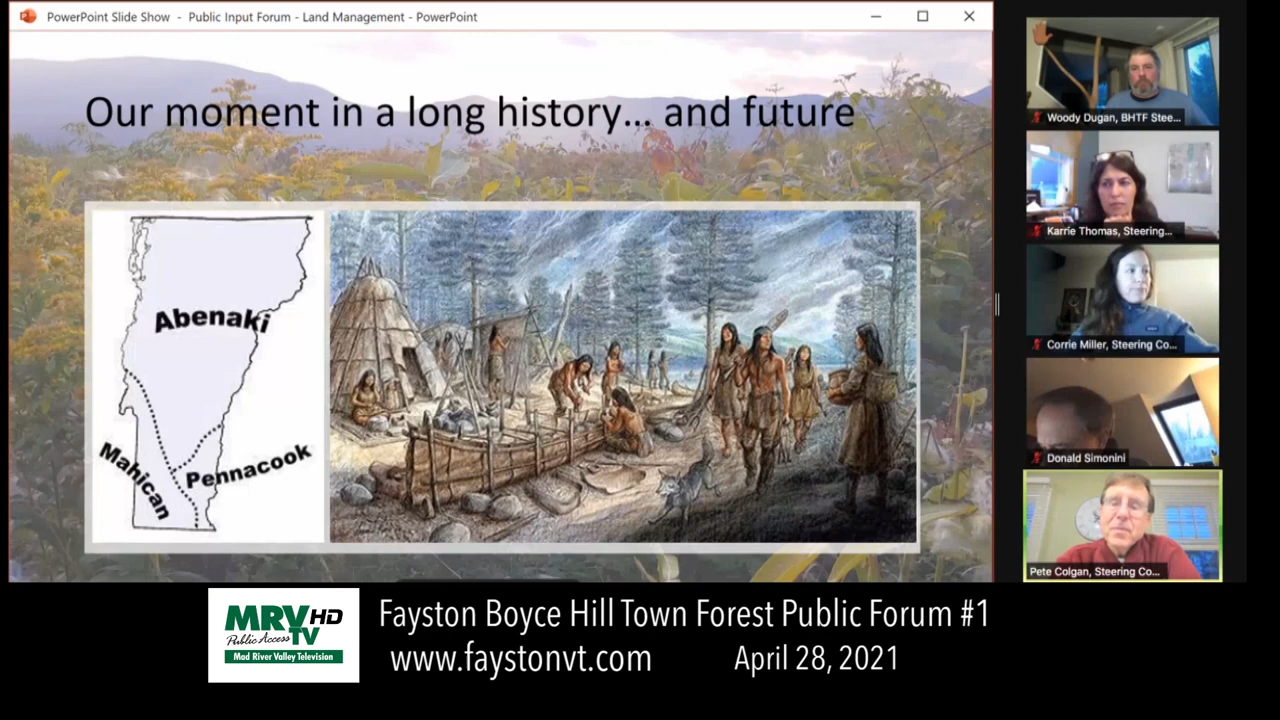 PowerPoint Slide Show - Public Input Forum - Land Management - PowerPoint
Our moment in a long history... and future
Abenaki
Mahican
Pennacook
Woody Dugan, BHTF Stee...
Karrie Thomas, Steering...
Corrie Miller, Steering Co...
Donald Simonini
Pete Colgan, Steering Co...
MRV HD
Public Access TV
Mad River Valley Television
Fayston Boyce Hill Town Forest Public Forum #1
www.faystonvt.com April 28, 2021